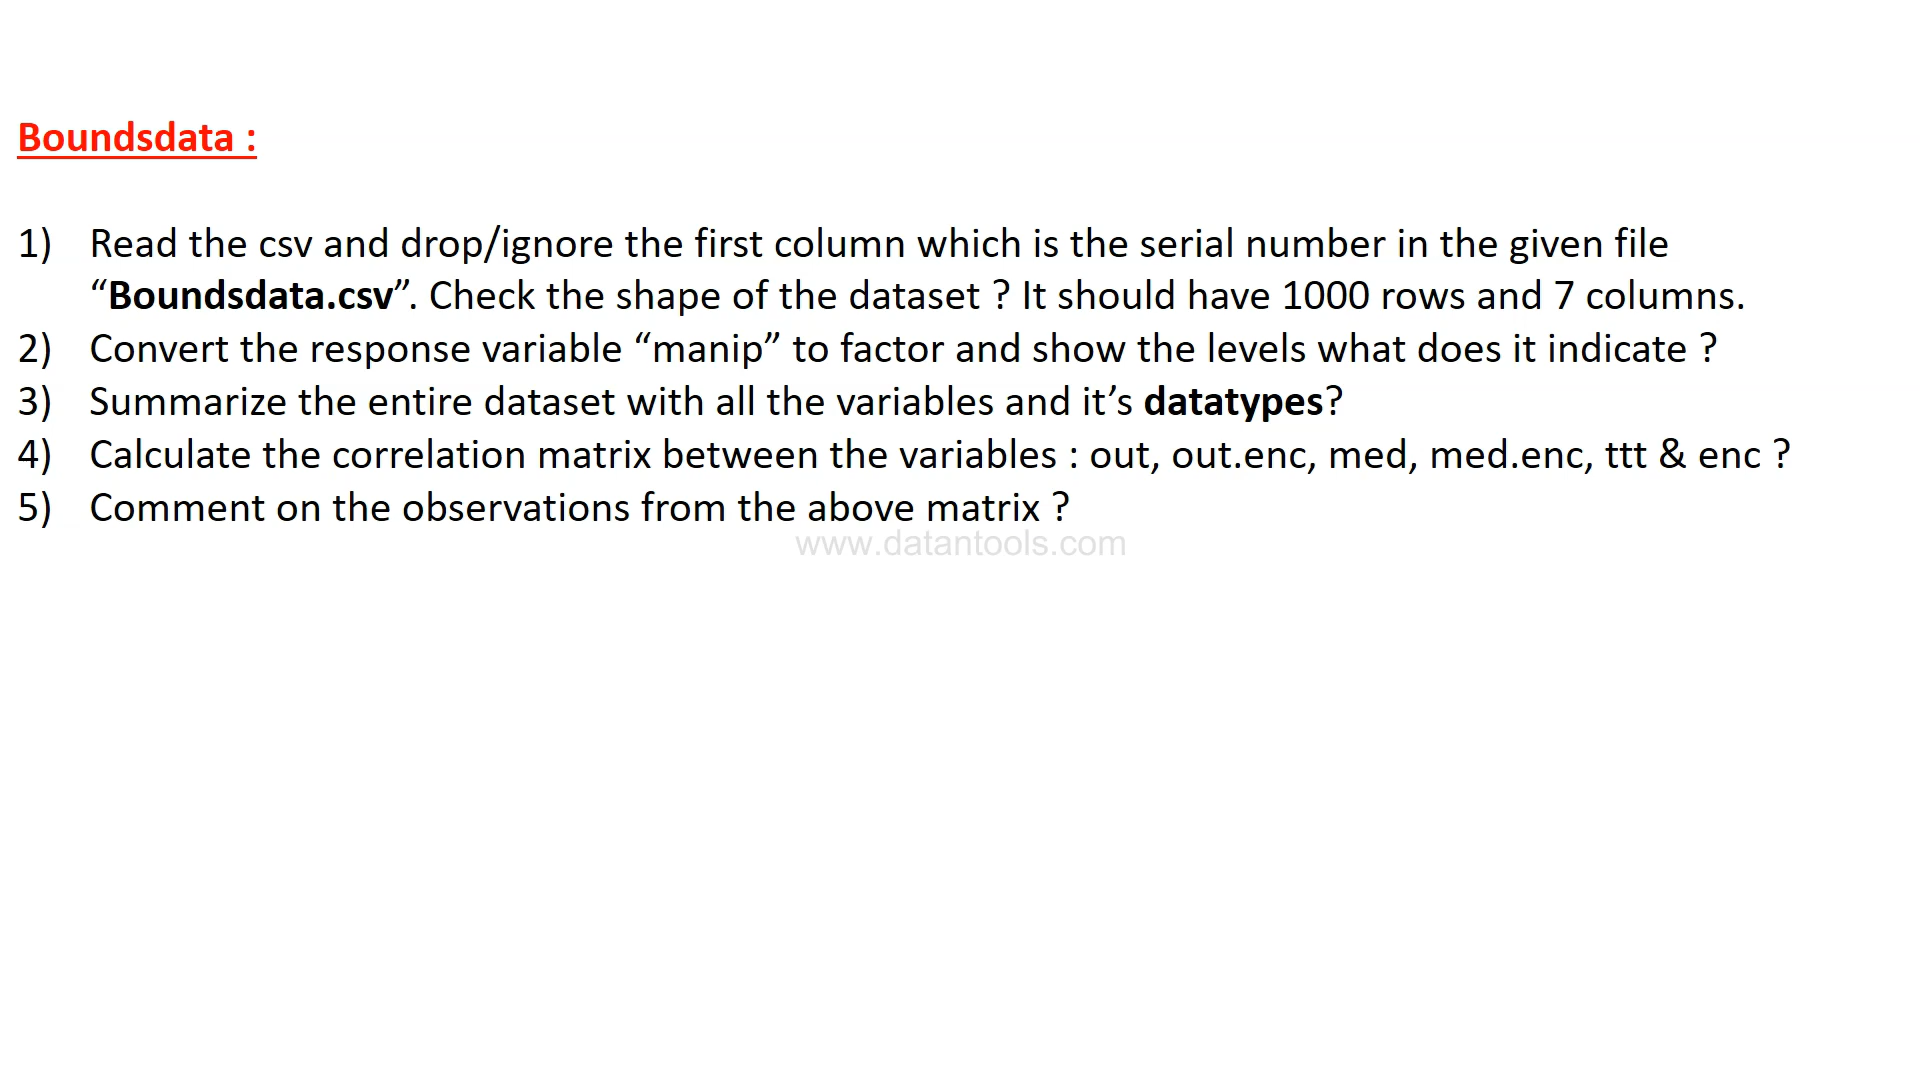 Boundsdata :
1) Read the csv and drop/ignore the first column which is the serial number in the given file
“Boundsdata.csv”. Check the shape of the dataset ? It should have 1000 rows and 7 columns.
2) Convert the response variable “manip” to factor and show the levels what does it indicate ?
3) Summarize the entire dataset with all the variables and it’s datatypes?
4) Calculate the correlation matrix between the variables : out, out.enc, med, med.enc, ttt & enc ?
5) Comment on the observations from the above matrix ?
www.datantools.com